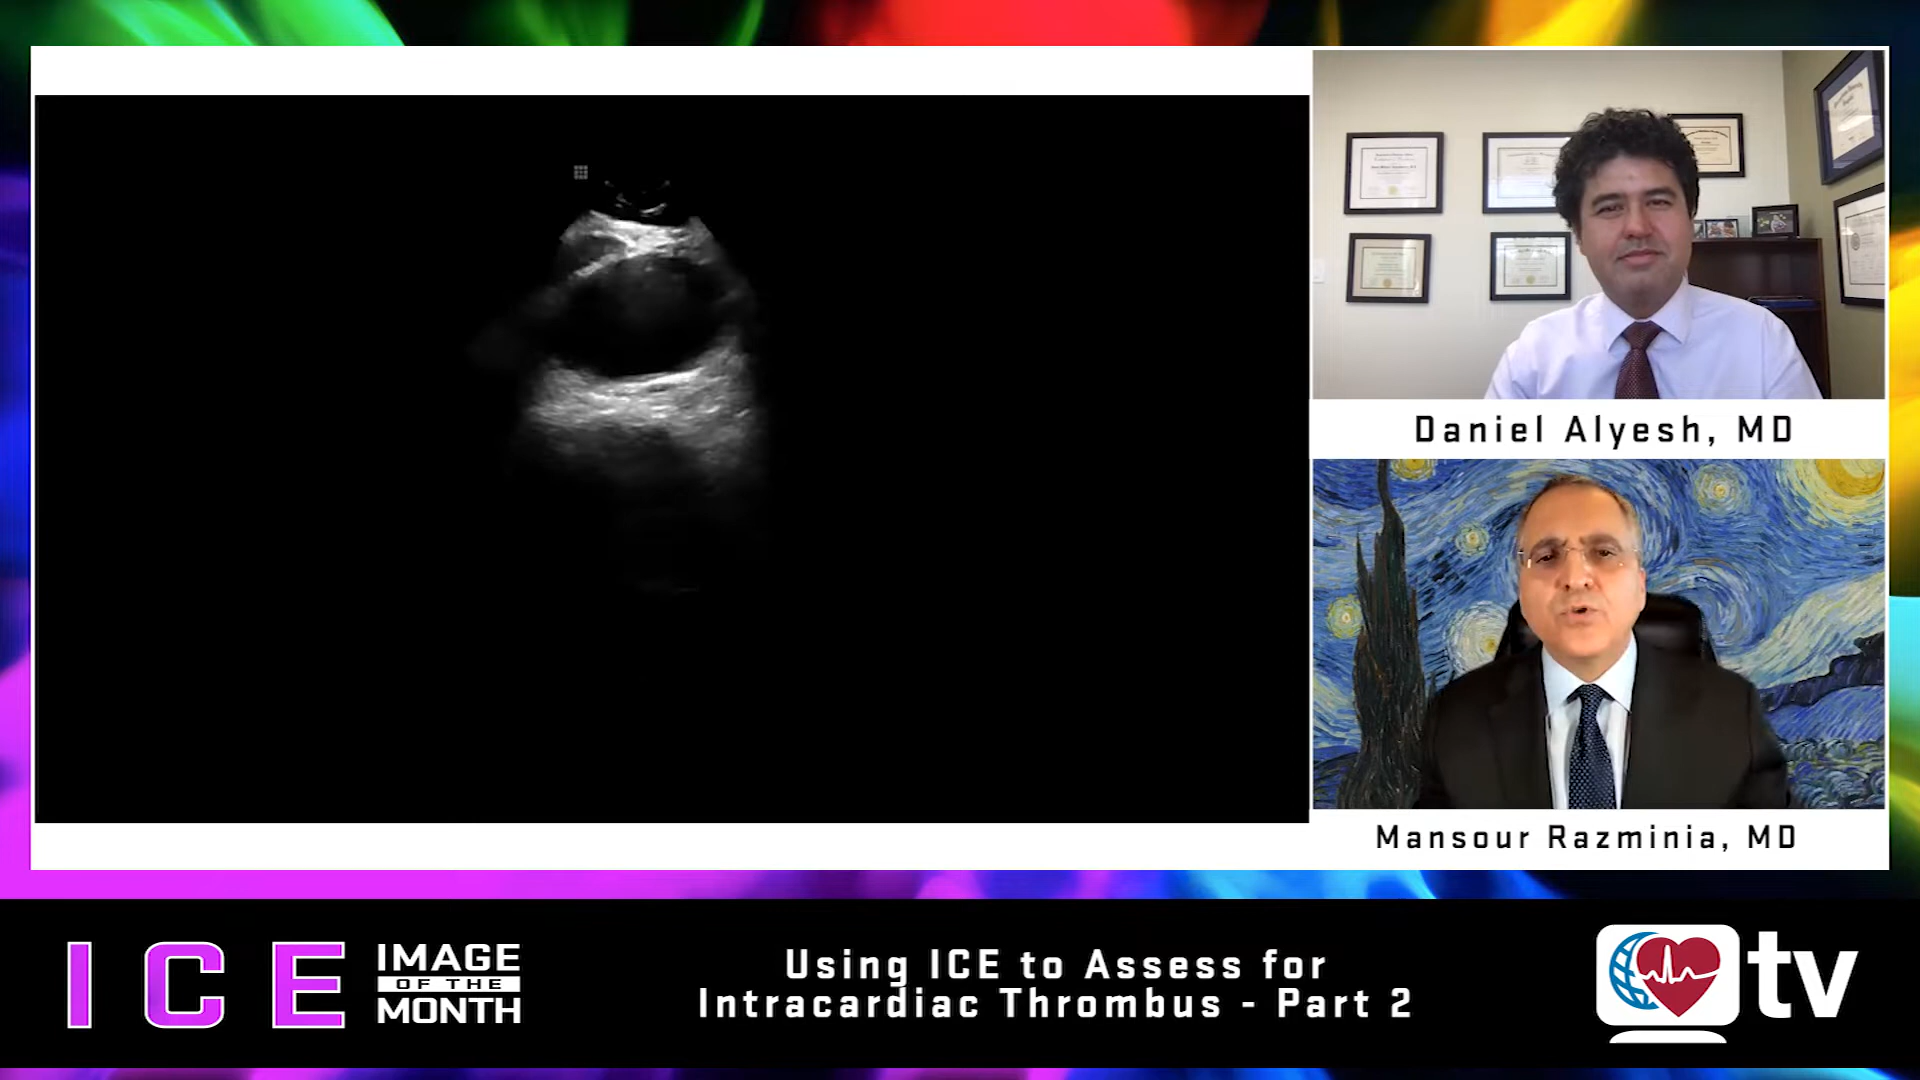 Daniel Alyesh, MD
Mansour Razminia, MD
ICE
IMAGE
OF THE
MONTH
Using ICE to Assess for
Intracardiac Thrombus - Part 2
tv